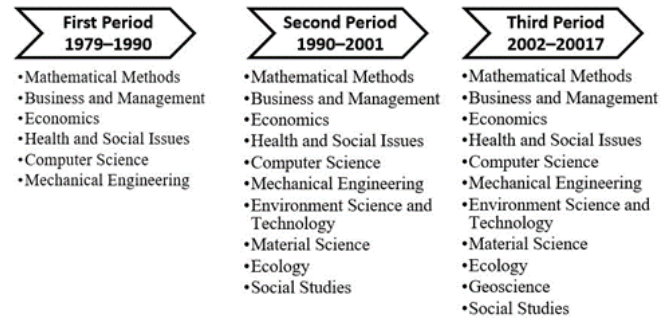 First Period
1979–1990
•Mathematical Methods
•Business and Management
•Economics
•Health and Social Issues
•Computer Science
•Mechanical Engineering
Second Period
1990–2001
•Mathematical Methods
•Business and Management
•Economics
•Health and Social Issues
•Computer Science
•Mechanical Engineering
•Environment Science and
Technology
•Material Science
•Ecology
•Social Studies
Third Period
2002–20017
•Mathematical Methods
•Business and Management
•Economics
•Health and Social Issues
•Computer Science
•Mechanical Engineering
•Environment Science and
Technology
•Material Science
•Ecology
•Geoscience
•Social Studies